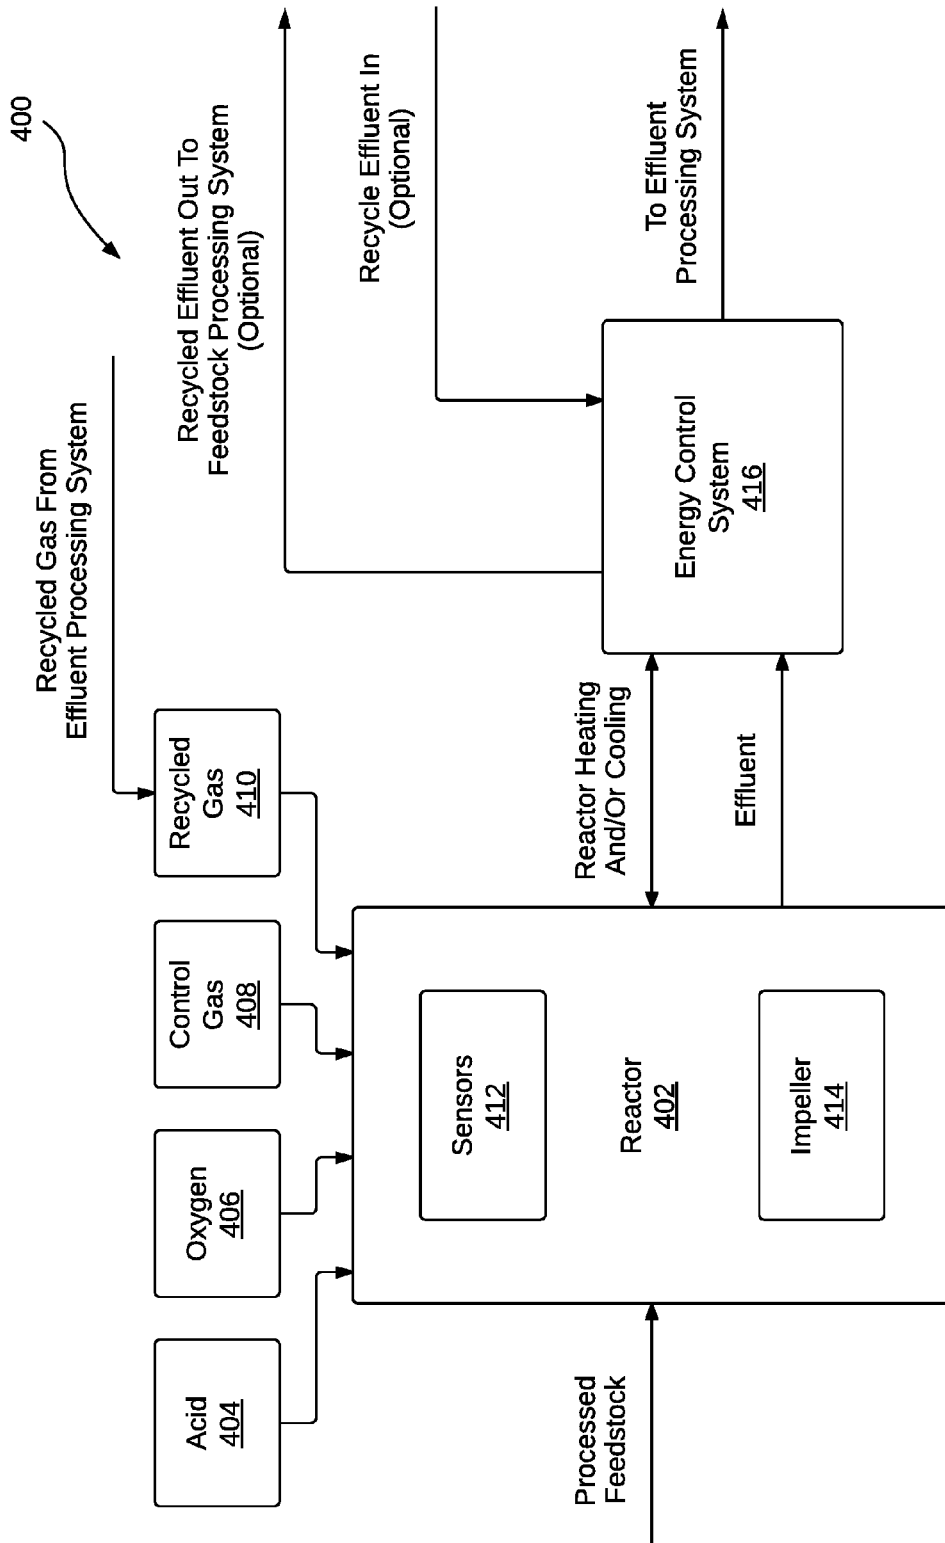 400
Recycled Gas From
Effluent Processing System
Recycled Effluent Out To
Feedstock Processing System
(Optional)
Recycle Effluent In
(Optional)
Acid
404
Oxygen
406
Control
Gas
408
Recycled
Gas
410
Sensors
412
Reactor
402
Impeller
414
Processed
Feedstock
Reactor Heating
And/Or Cooling
Effluent
Energy Control
System
416
To Effluent
Processing System